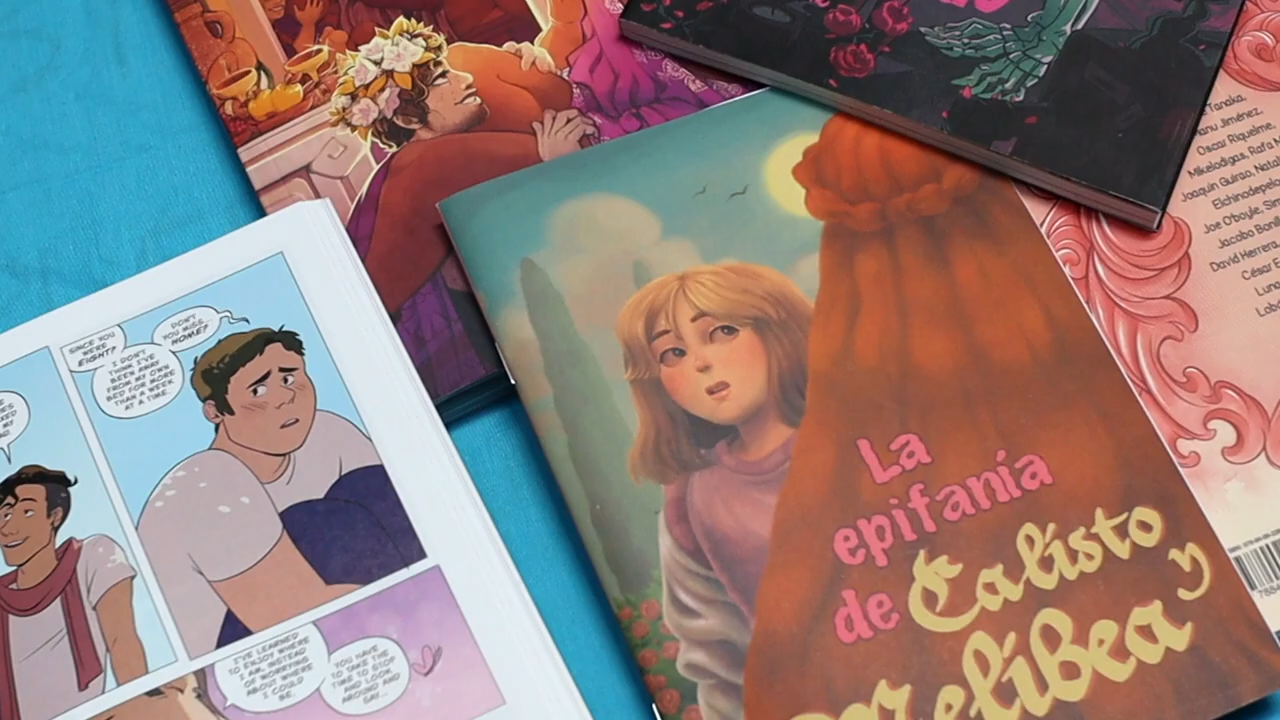 SINCE YOU
WERE
EIGHT?
DON'T
YOU MISS
HOME?
I DON'T
THINK I'VE
BEEN AWAY
FROM MY OWN
BED FOR MORE
THAN A WEEK
AT A TIME.
I'VE LEARNED
TO ENJOY WHERE
I AM, INSTEAD
OF WORRYING
ABOUT WHERE
I COULD
BE.
YOU HAVE
TO TAKE THE
TIME TO STOP
AND LOOK
AROUND AND
SAY...
La
epifanía
de Calisto
y
Melibea
Tanaka,
Jiménez,
Oscar Riquelme,
Mikelodigas, Rafa
Joaquin Guirao,
Elchinodepelo
Joe O'boyle,
Jacobo
David Herrera
César